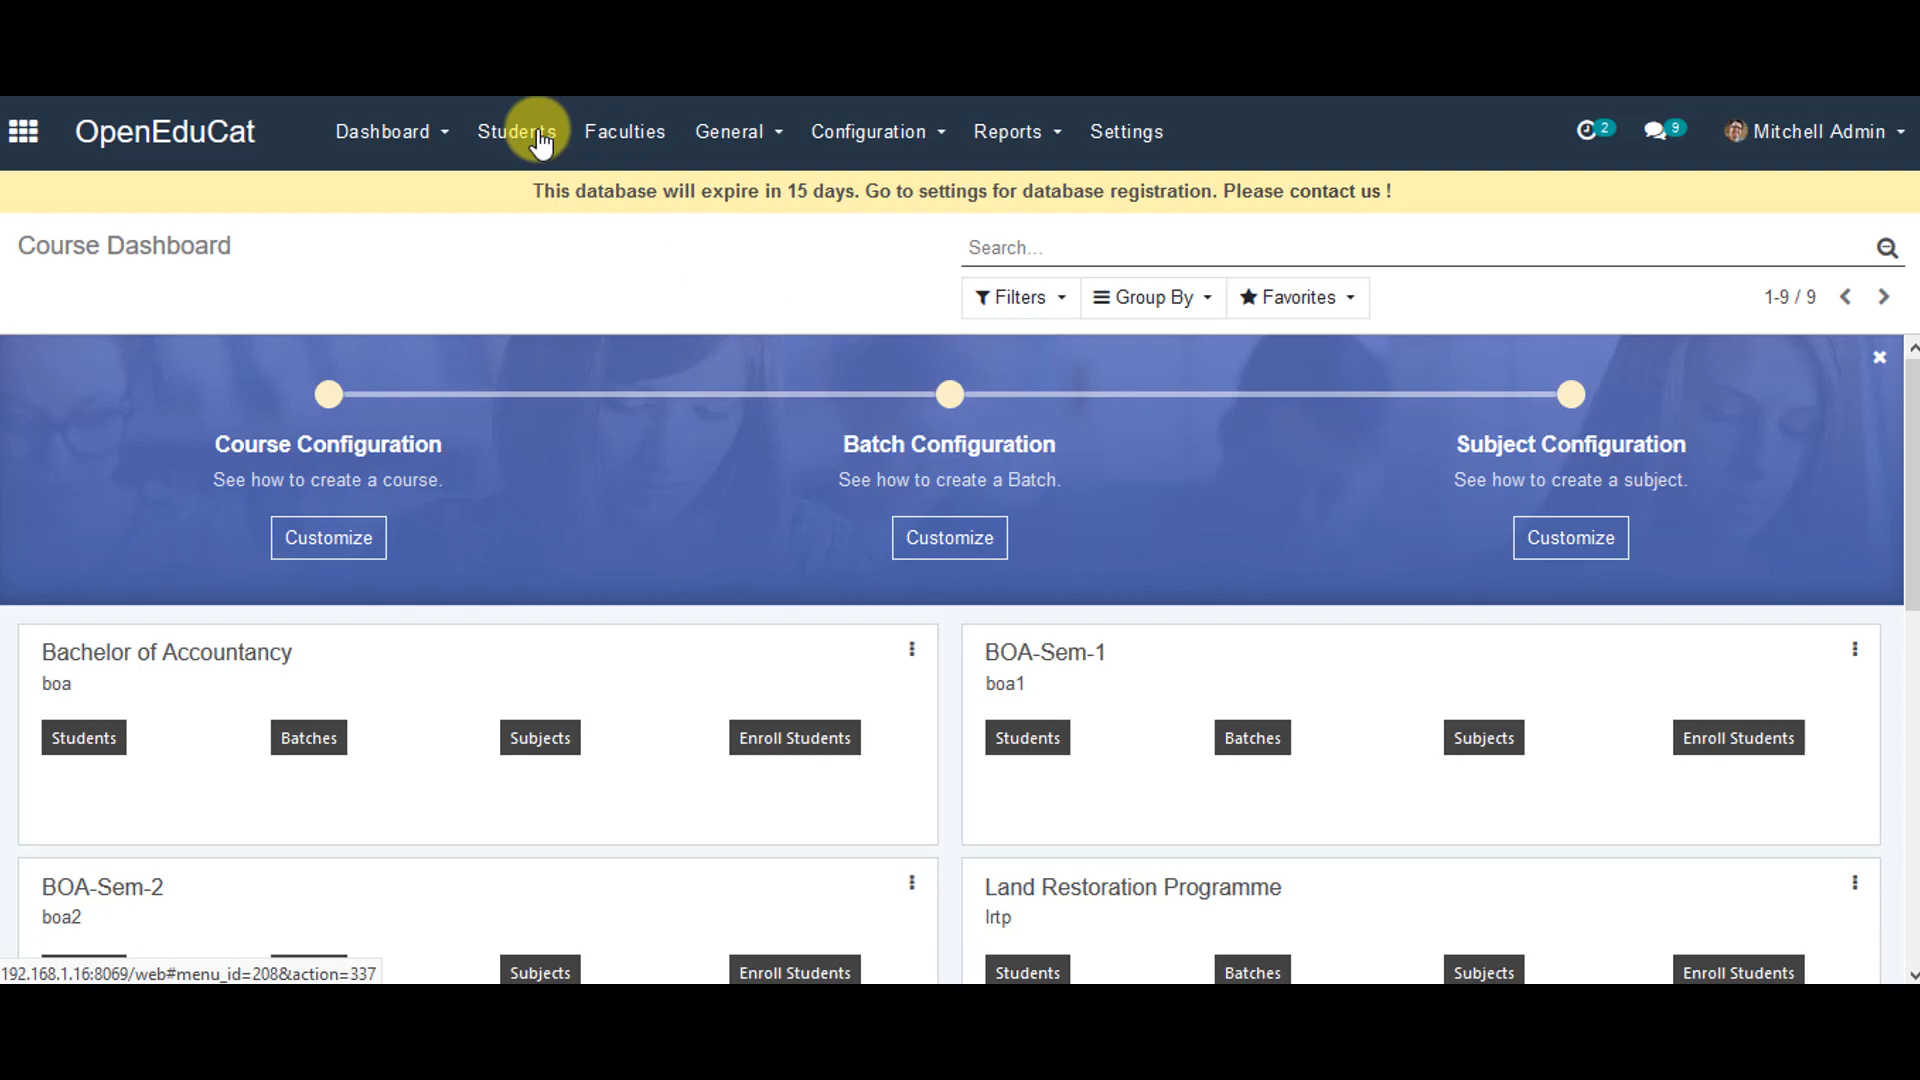 OpenEduCat Dashboard Students Faculties General Configuration Reports Settings 2 9 Mitchell Admin
This database will expire in 15 days. Go to settings for database registration. Please contact us !
Course Dashboard
Search...
Filters Group By Favorites 1-9 / 9
Course Configuration Batch Configuration Subject Configuration
See how to create a course. See how to create a Batch. See how to create a subject.
Customize Customize Customize
Bachelor of Accountancy BOA-Sem-1
boa boa1
Students Batches Subjects Enroll Students Students Batches Subjects Enroll Students
BOA-Sem-2 Land Restoration Programme
boa2 lrtp
Subjects Enroll Students Students Batches Subjects Enroll Students
192.168.1.16:8069/web#menu_id=208&action=337